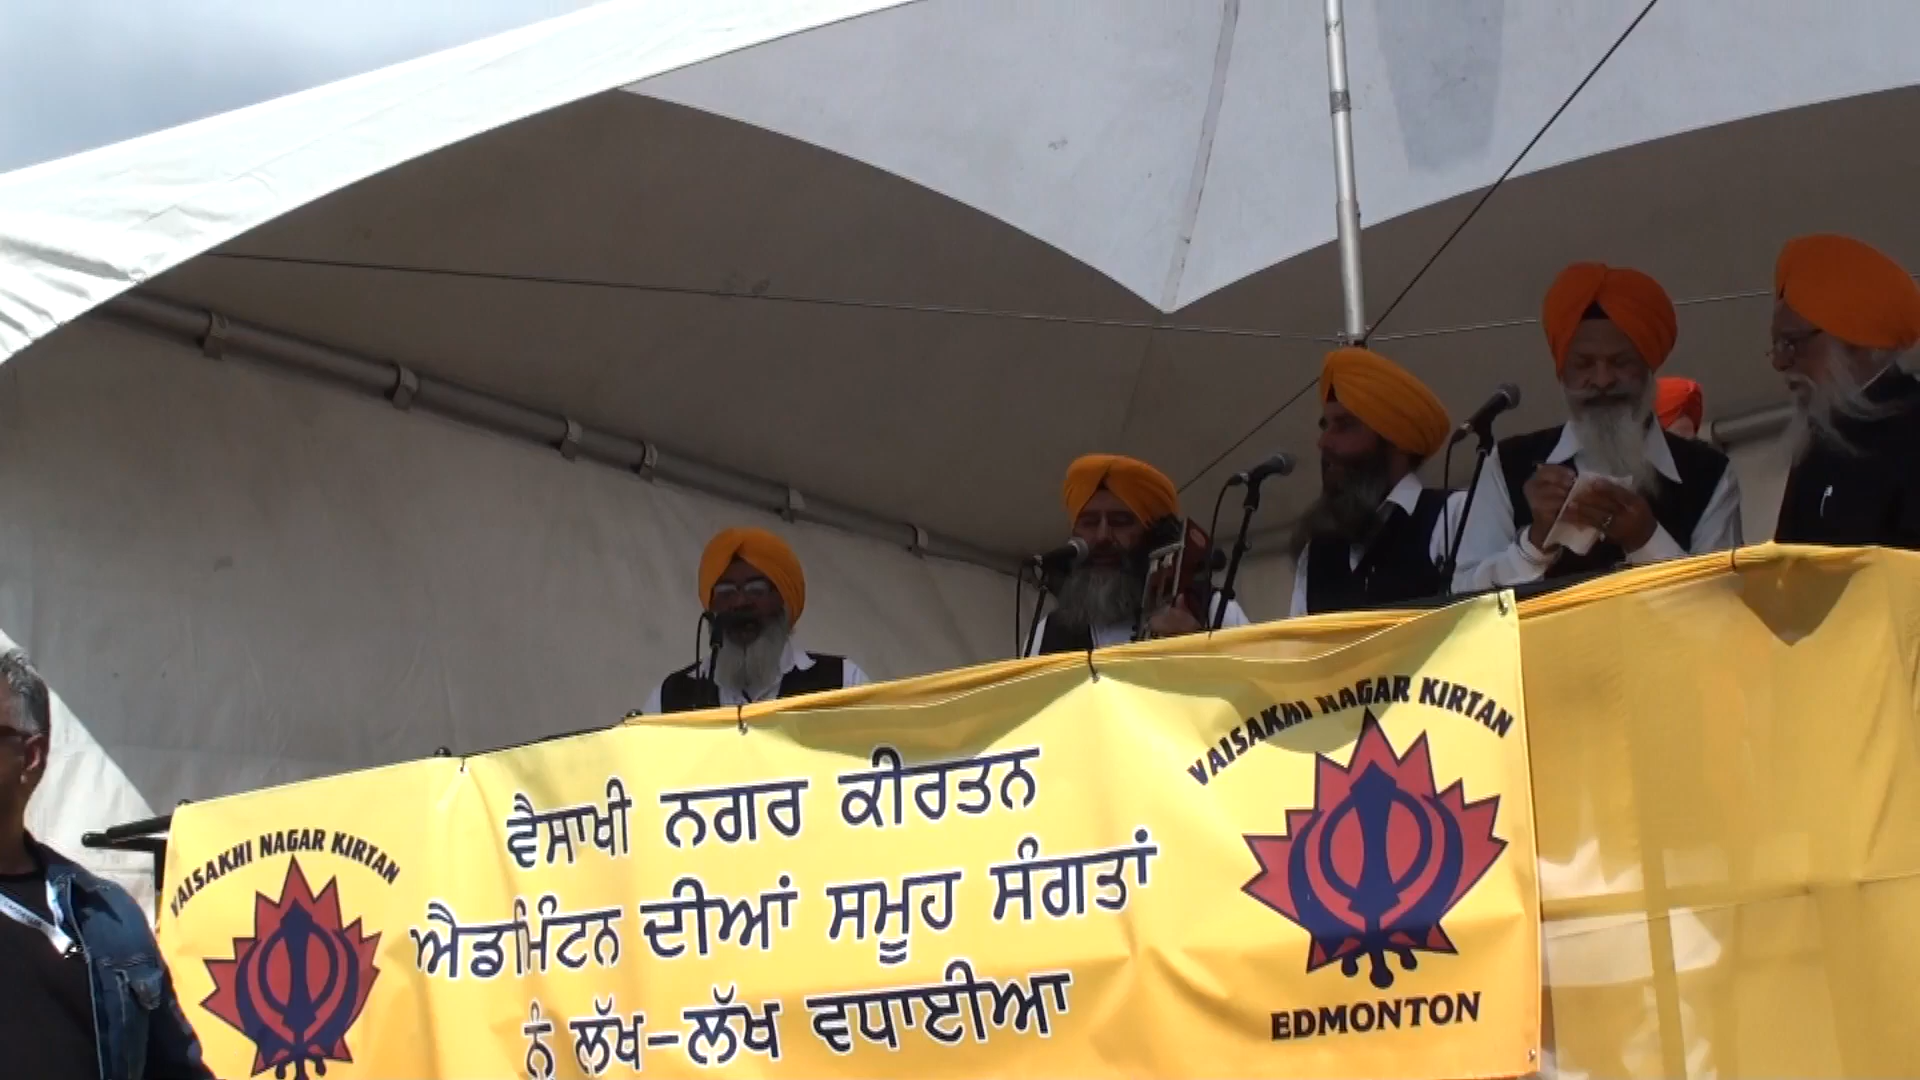 VAISAKHI NAGAR KIRTAN
ਵੈਸਾਖੀ ਨਗਰ ਕੀਰਤਨ
ਐਡਮਿੰਟਨ ਦੀਆਂ ਸਮੂਹ ਸੰਗਤਾਂ
ਨੂੰ ਲੱਖ-ਲੱਖ ਵਧਾਈਆ
VAISAKHI NAGAR KIRTAN
EDMONTON